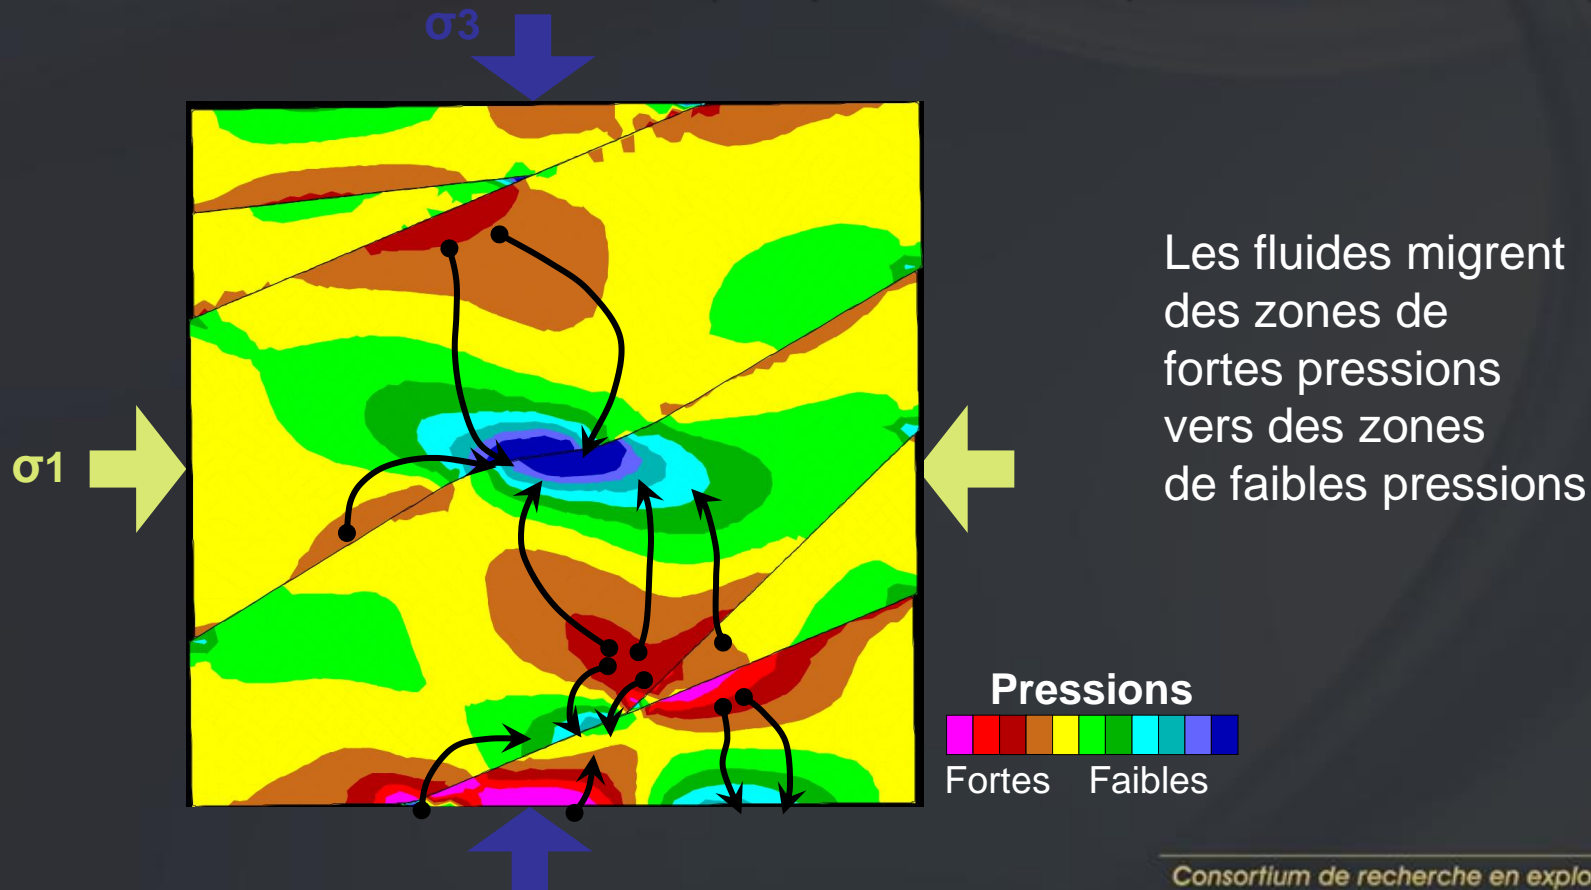 σ3
Les fluides migrent
des zones de
fortes pressions
vers des zones
de faibles pressions
σ1
Pressions
Fortes Faibles
Consortium de recherche en